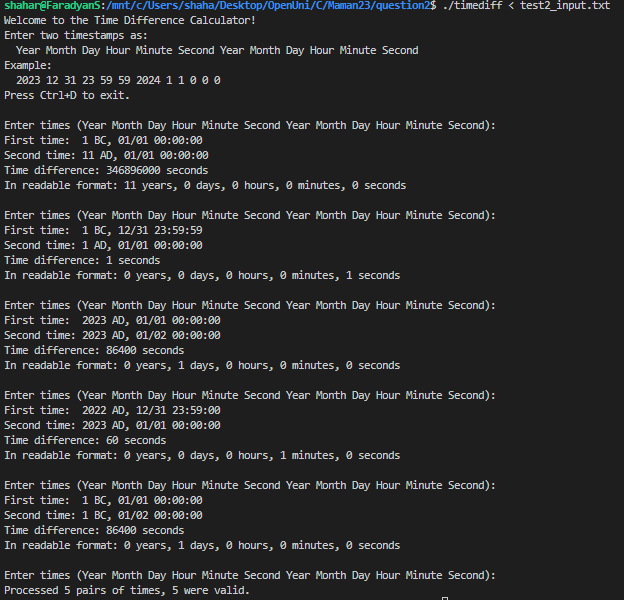 shahar@FaradyanS:/mnt/c/Users/shaha/Desktop/OpenUni/C/Maman23/question2$ ./timediff < test2_input.txt
Welcome to the Time Difference Calculator!
Enter two timestamps as:
  Year Month Day Hour Minute Second Year Month Day Hour Minute Second
Example:
  2023 12 31 23 59 59 2024 1 1 0 0 0
Press Ctrl+D to exit.

Enter times (Year Month Day Hour Minute Second Year Month Day Hour Minute Second):
First time:  1 BC, 01/01 00:00:00
Second time: 11 AD, 01/01 00:00:00
Time difference: 346896000 seconds
In readable format: 11 years, 0 days, 0 hours, 0 minutes, 0 seconds

Enter times (Year Month Day Hour Minute Second Year Month Day Hour Minute Second):
First time:  1 BC, 12/31 23:59:59
Second time: 1 AD, 01/01 00:00:00
Time difference: 1 seconds
In readable format: 0 years, 0 days, 0 hours, 0 minutes, 1 seconds

Enter times (Year Month Day Hour Minute Second Year Month Day Hour Minute Second):
First time:  2023 AD, 01/01 00:00:00
Second time: 2023 AD, 01/02 00:00:00
Time difference: 86400 seconds
In readable format: 0 years, 1 days, 0 hours, 0 minutes, 0 seconds

Enter times (Year Month Day Hour Minute Second Year Month Day Hour Minute Second):
First time:  2022 AD, 12/31 23:59:00
Second time: 2023 AD, 01/01 00:00:00
Time difference: 60 seconds
In readable format: 0 years, 0 days, 0 hours, 1 minutes, 0 seconds

Enter times (Year Month Day Hour Minute Second Year Month Day Hour Minute Second):
First time:  1 BC, 01/01 00:00:00
Second time: 1 BC, 01/02 00:00:00
Time difference: 86400 seconds
In readable format: 0 years, 1 days, 0 hours, 0 minutes, 0 seconds

Enter times (Year Month Day Hour Minute Second Year Month Day Hour Minute Second):
Processed 5 pairs of times, 5 were valid.